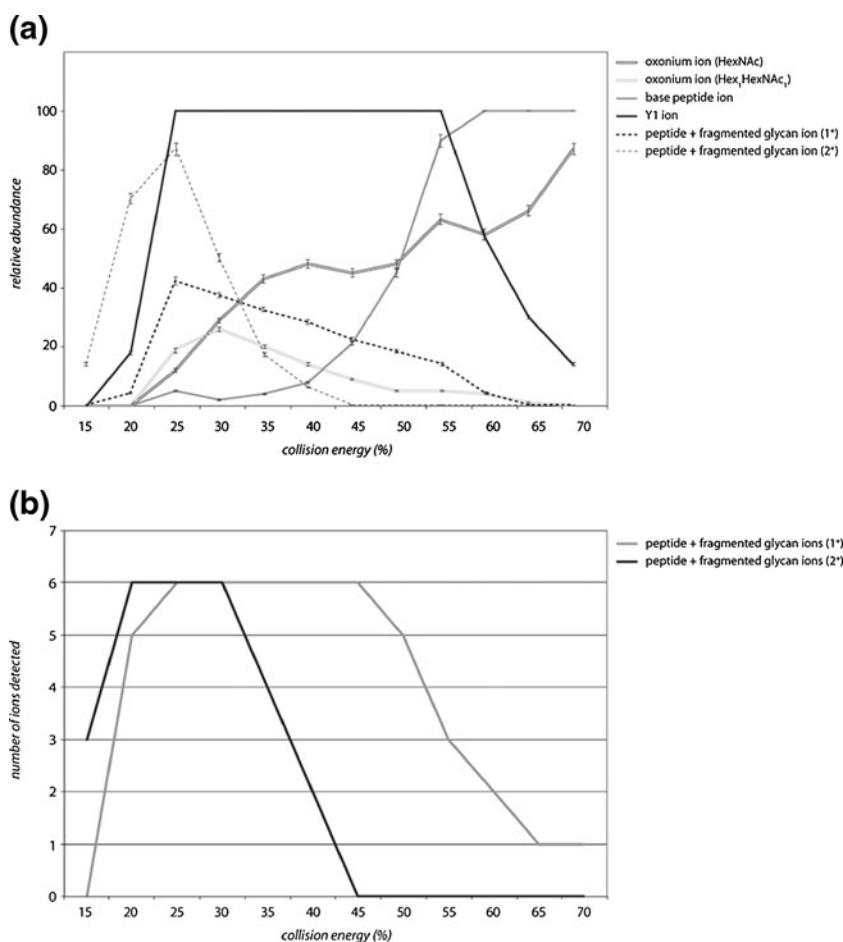 (a)
oxonium ion (HexNAc)
oxonium ion (Hex₁HexNAc₁)
base peptide ion
Y1 ion
peptide + fragmented glycan ion (1⁺)
peptide + fragmented glycan ion (2⁺)
relative abundance
100
80
60
40
20
0
15 20 25 30 35 40 45 50 55 60 65 70
collision energy (%)
(b)
peptide + fragmented glycan ions (1⁺)
peptide + fragmented glycan ions (2⁺)
number of ions detected
7
6
5
4
3
2
1
0
15 20 25 30 35 40 45 50 55 60 65 70
collision energy (%)